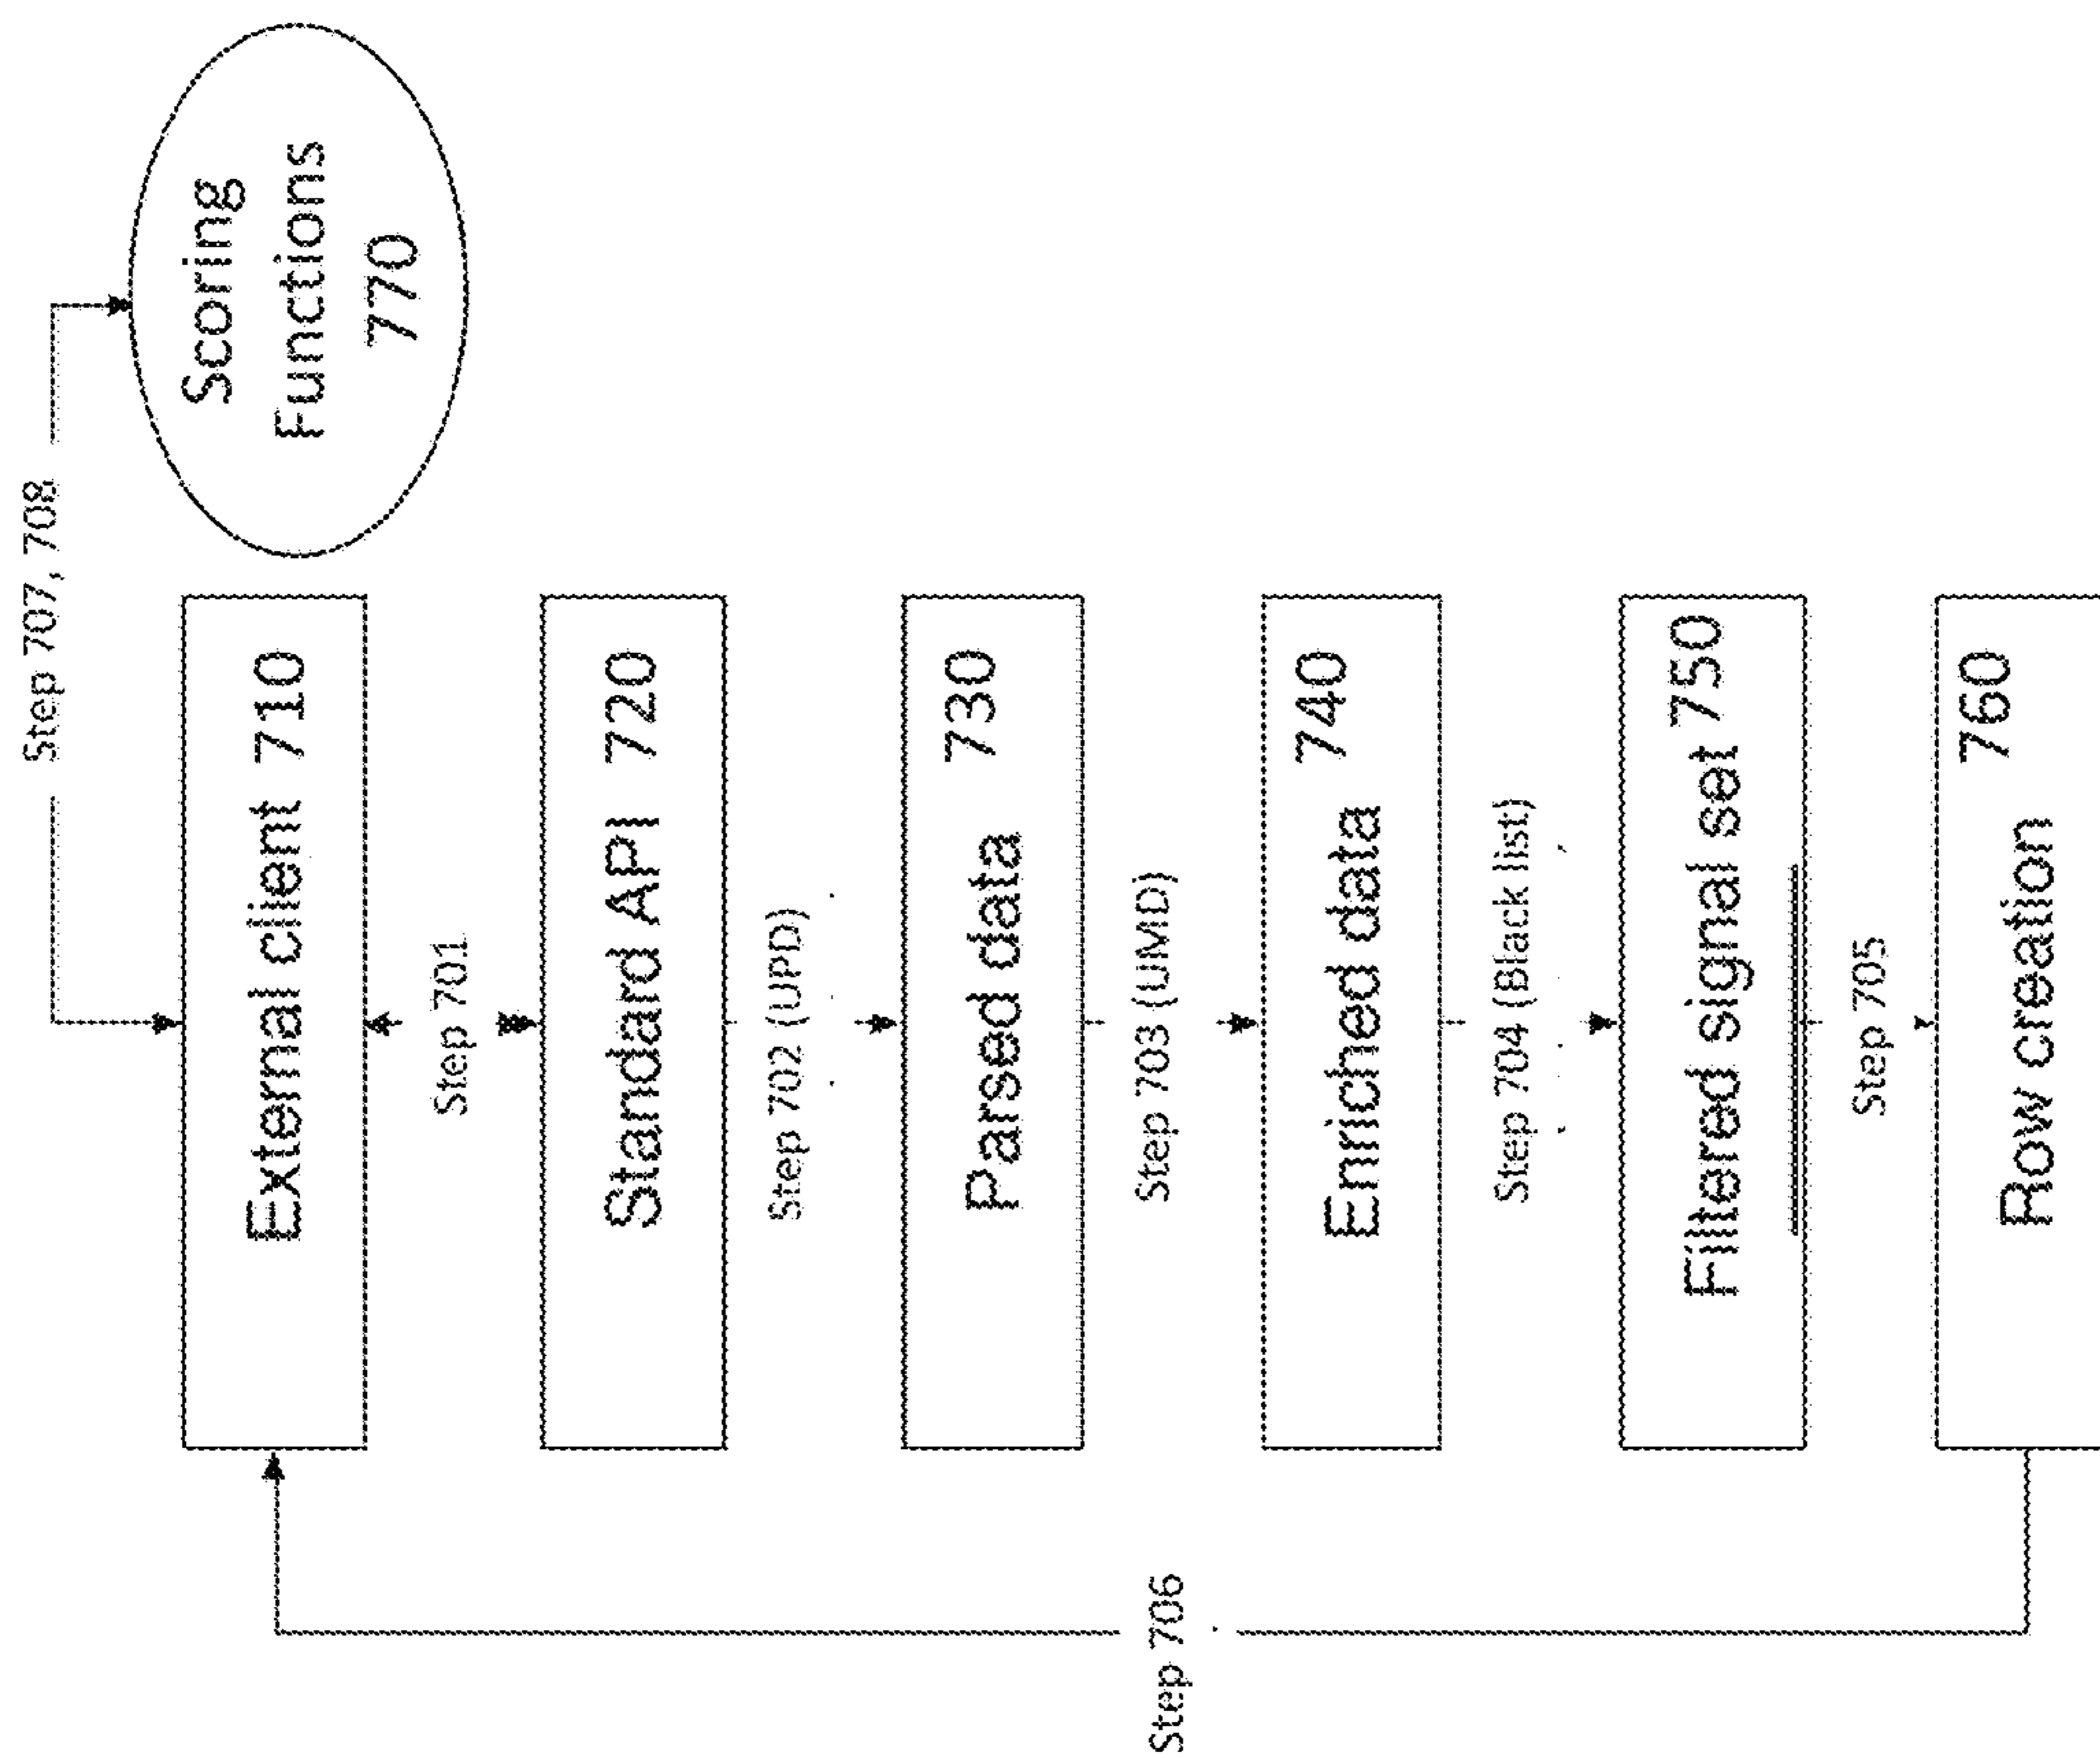 Step 707, 708
Scoring
Functions
770
External client 710
Step 701
Standard API 720
Step 702 (UPD)
Parsed data 730
Step 703 (UMD)
Enriched data 740
Step 704 (Black list)
Filtered signal set 750
Step 705
Row creation 760
Step 706